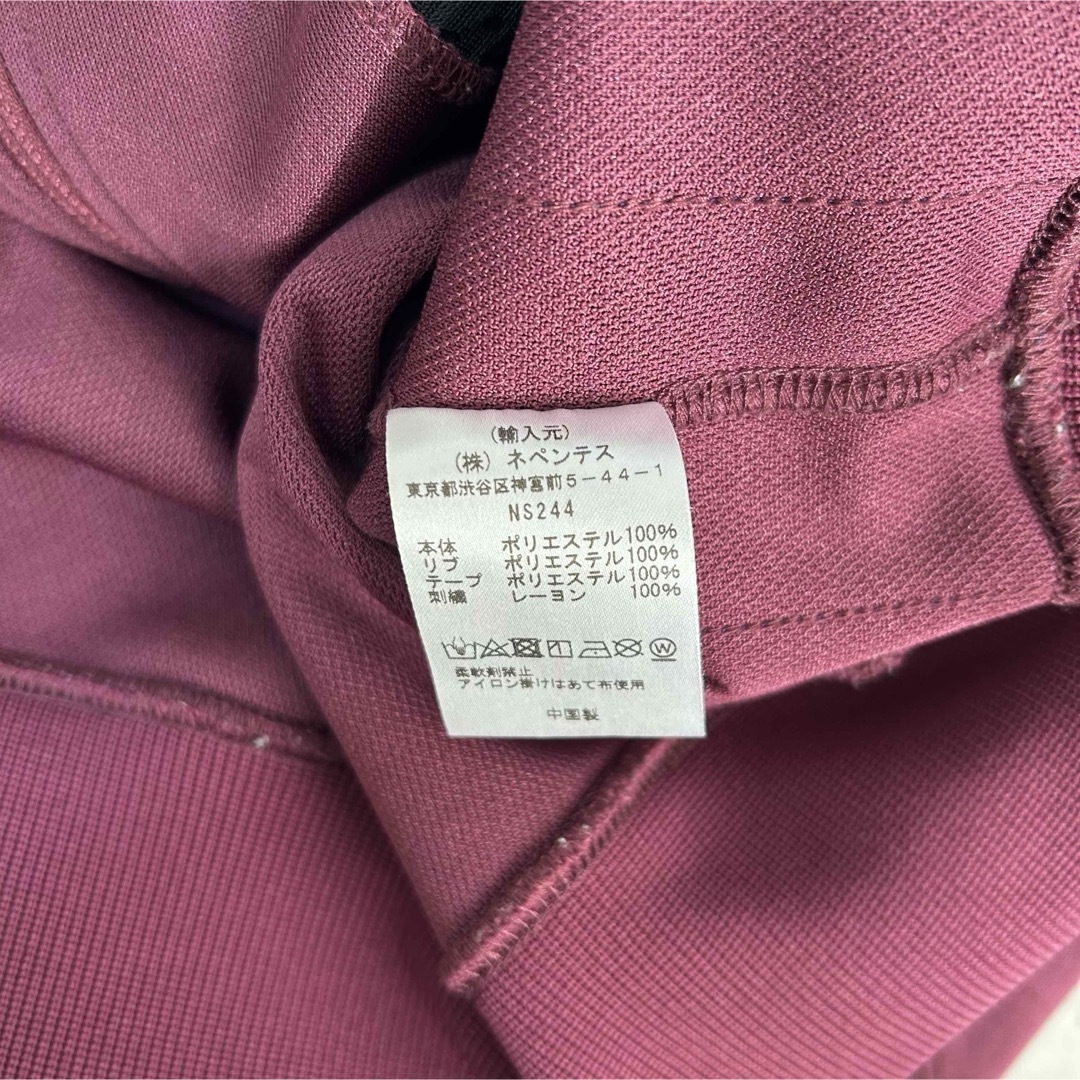 (輸入元)
(株) ネペンテス
東京都渋谷区神宮前5-44-1
NS244
本体 ポリエステル100%
リブ ポリエステル100%
テープ ポリエステル100%
刺繍 レーヨン 100%
W
柔軟剤禁止
アイロン掛けはあて布使用
中国製